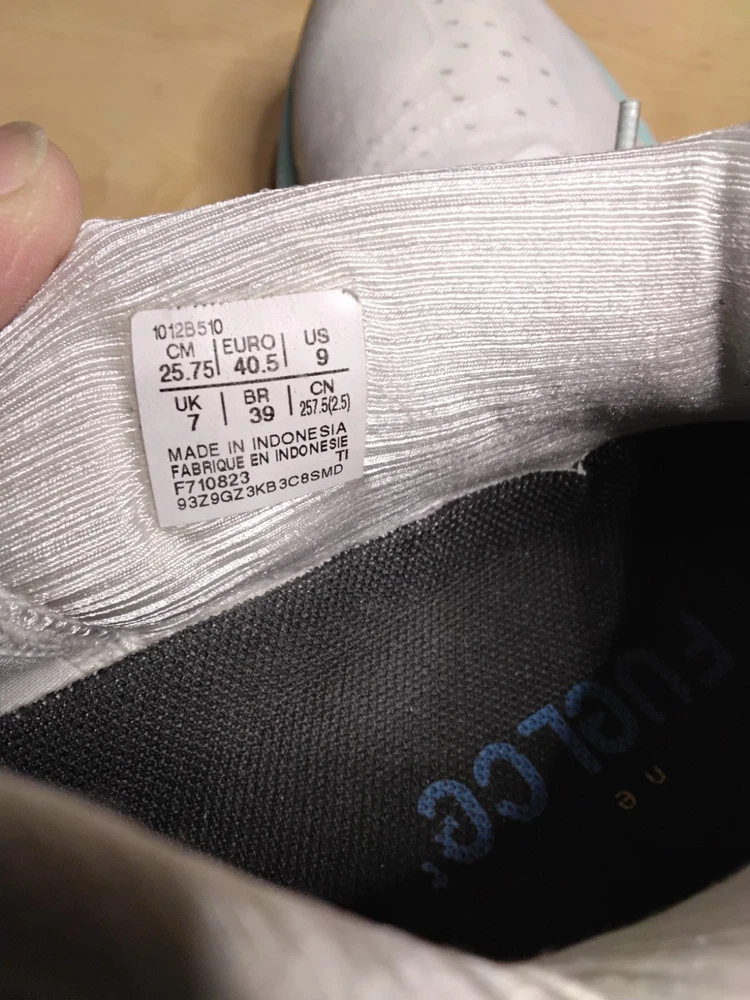 1012B510
CM | EURO | US
25.75 | 40.5 | 9
UK | BR | CN
7 | 39 | 257.5(2.5)
MADE IN INDONESIA
FABRIQUE EN INDONESIE
F710823 TI
93Z9GZ3KB3C8SMD